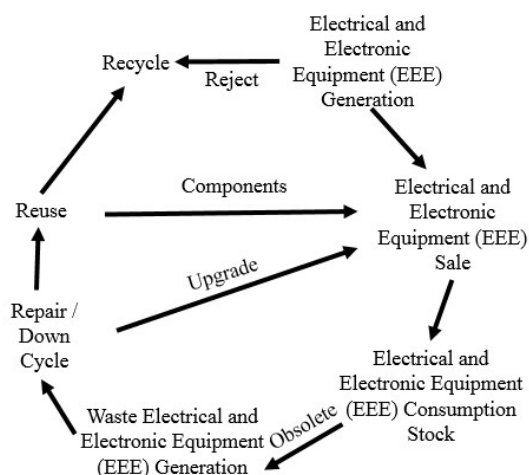 Electrical and
Electronic
Equipment (EEE)
Generation
Recycle
Reject
Components
Electrical and
Electronic
Equipment (EEE)
Sale
Reuse
Upgrade
Repair /
Down
Cycle
Electrical and
Electronic Equipment
(EEE) Consumption
Stock
Obsolete
Waste Electrical and
Electronic Equipment
(EEE) Generation